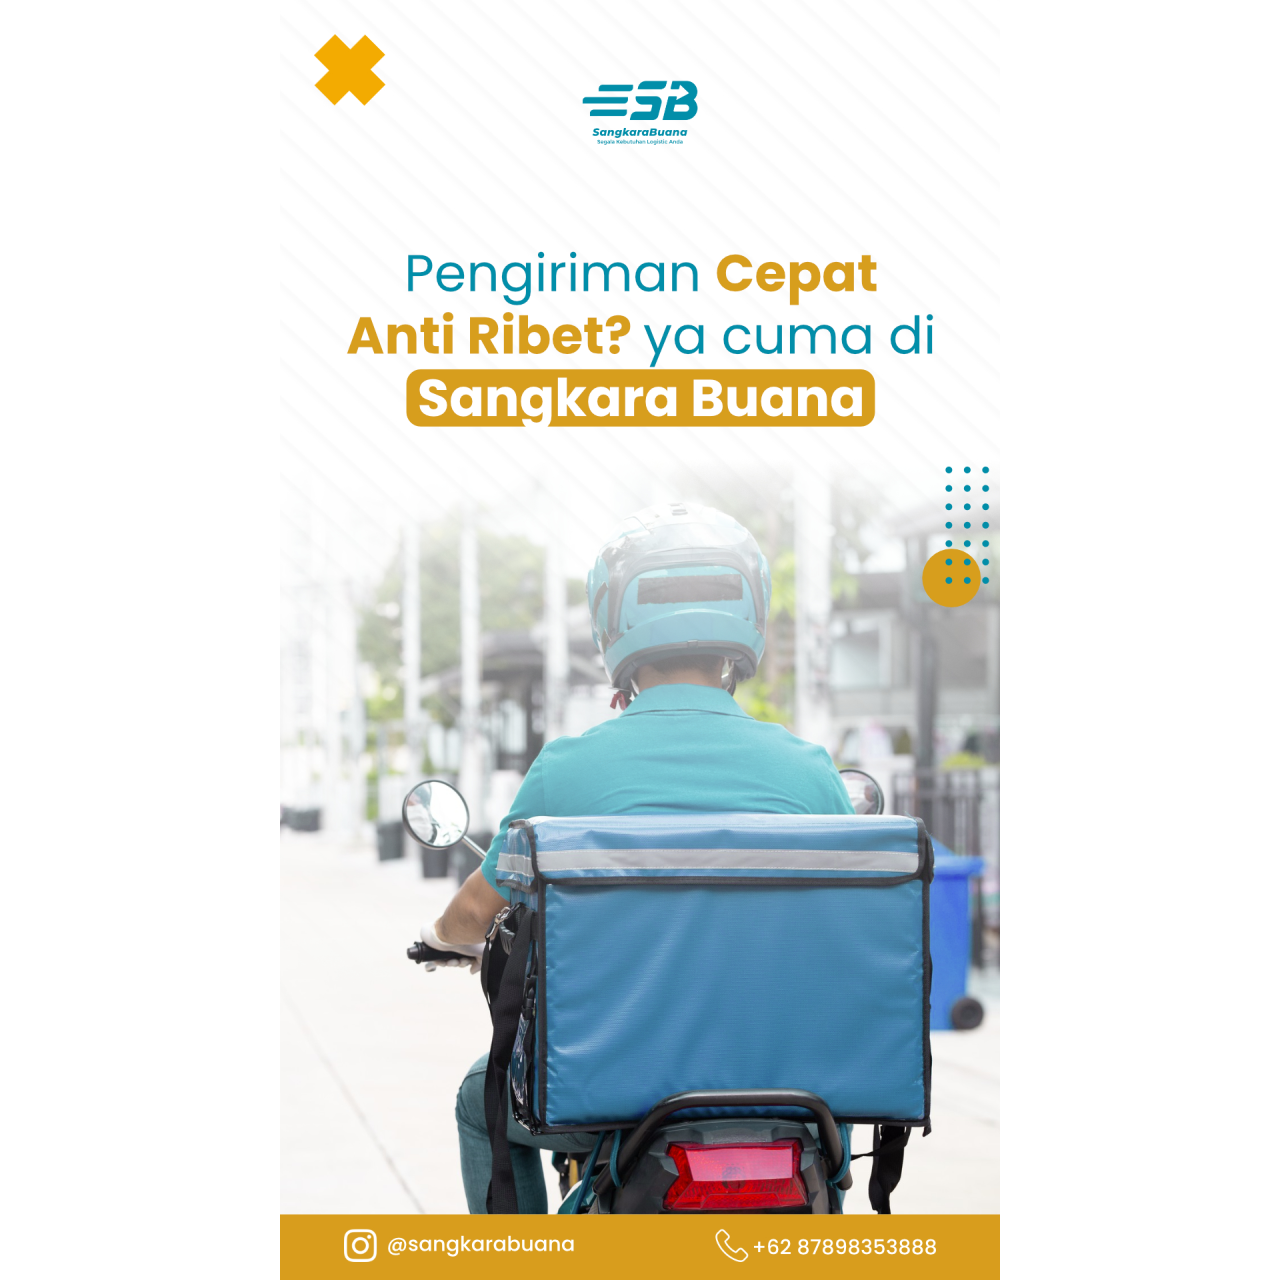 SB
SangkaraBuana
Segala Kebutuhan Logistic Anda
Pengiriman Cepat
Anti Ribet? ya cuma di
Sangkara Buana
@sangkarabuana
+62 87898353888